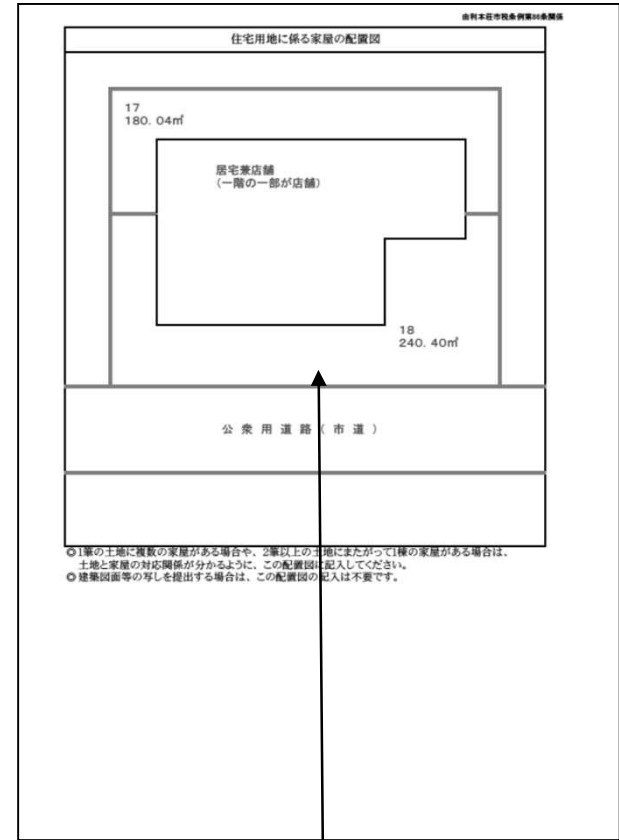 由利本荘市税条例第86条関係
住宅用地に係る家屋の配置図
17
180.04㎡
居宅兼店舗
(一階の一部が店舗)
18
240.40㎡
公衆用道路(市道)
◎1筆の土地に複数の家屋がある場合や、2筆以上の土地にまたがって1棟の家屋がある場合は、
土地と家屋の対応関係が分かるように、この配置図に記入してください。
◎建築図面等の写しを提出する場合は、この配置図の記入は不要です。